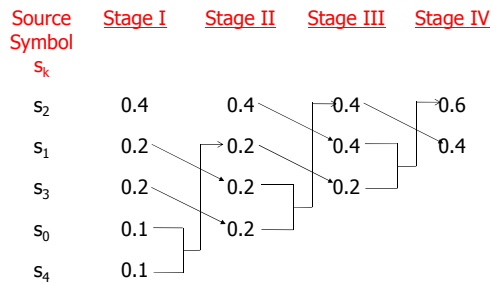 Source Stage I Stage II Stage III Stage IV
Symbol
sk
s2 0.4 0.4 0.4 0.6
s1 0.2 0.2 0.4 0.4
s3 0.2 0.2 0.2
s0 0.1 0.2
s4 0.1